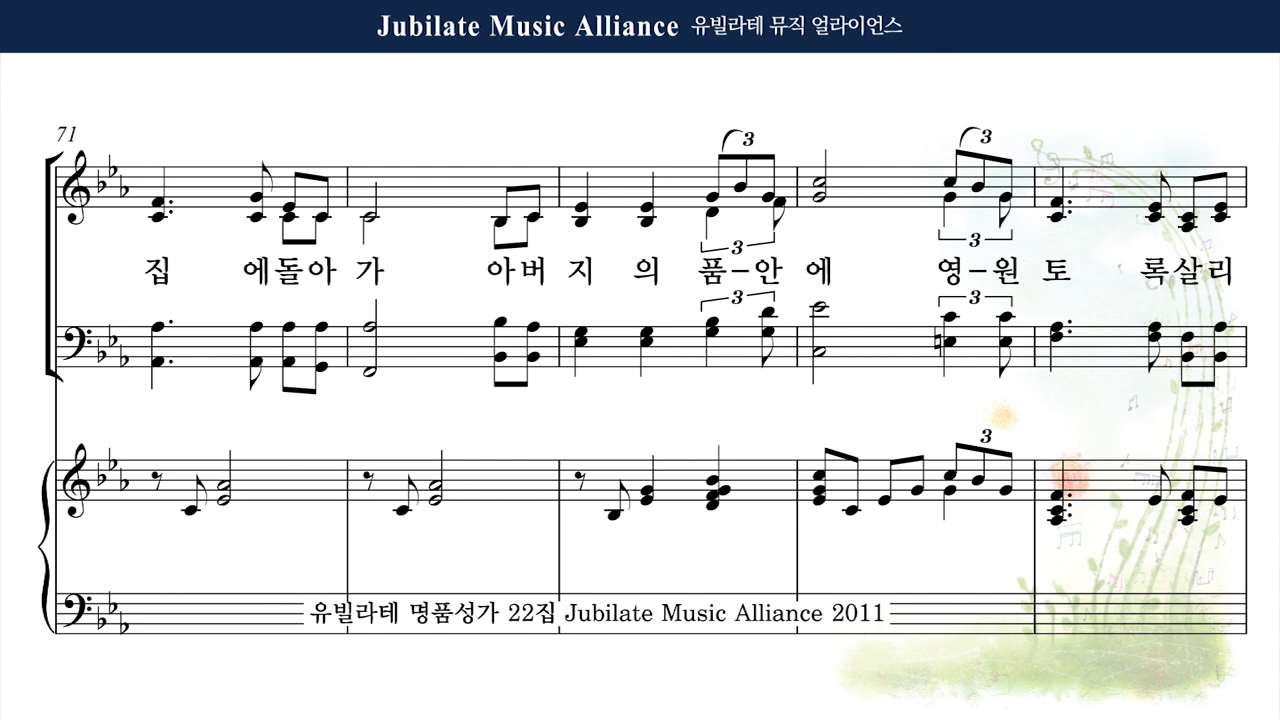 Jubilate Music Alliance 유빌라테 뮤직 얼라이언스
71
3 3
3 3
집 에돌아 가 아버 지 의 품-안 에 영-원 토 록살리
3 3
3
유빌라테 명품성가 22집 Jubilate Music Alliance 2011